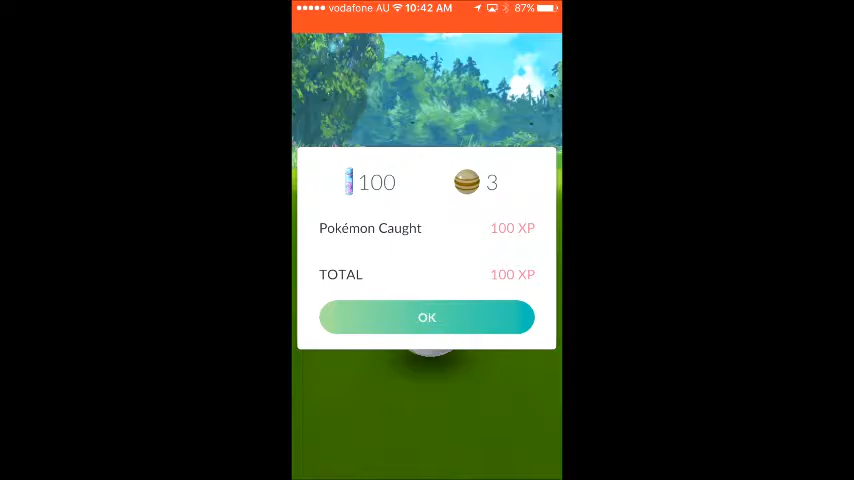 vodafone AU 10:42 AM 87%
100 3
Pokémon Caught 100 XP
TOTAL 100 XP
OK